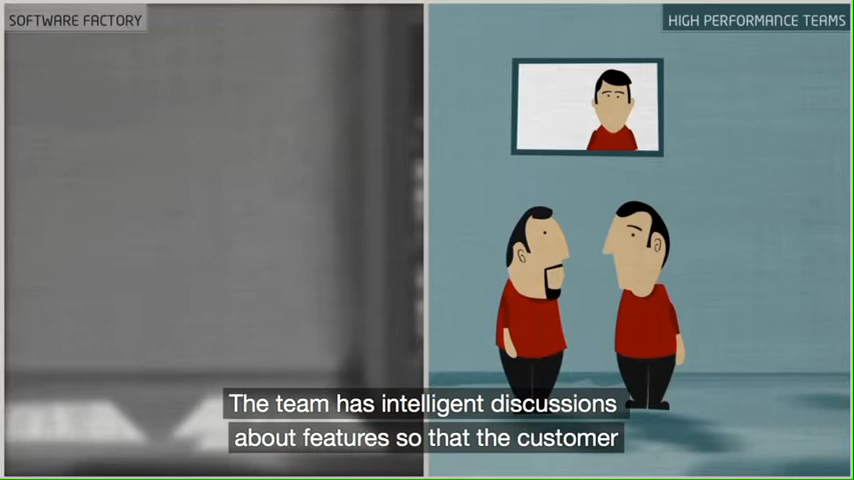 SOFTWARE FACTORY
HIGH PERFORMANCE TEAMS
The team has intelligent discussions
about features so that the customer